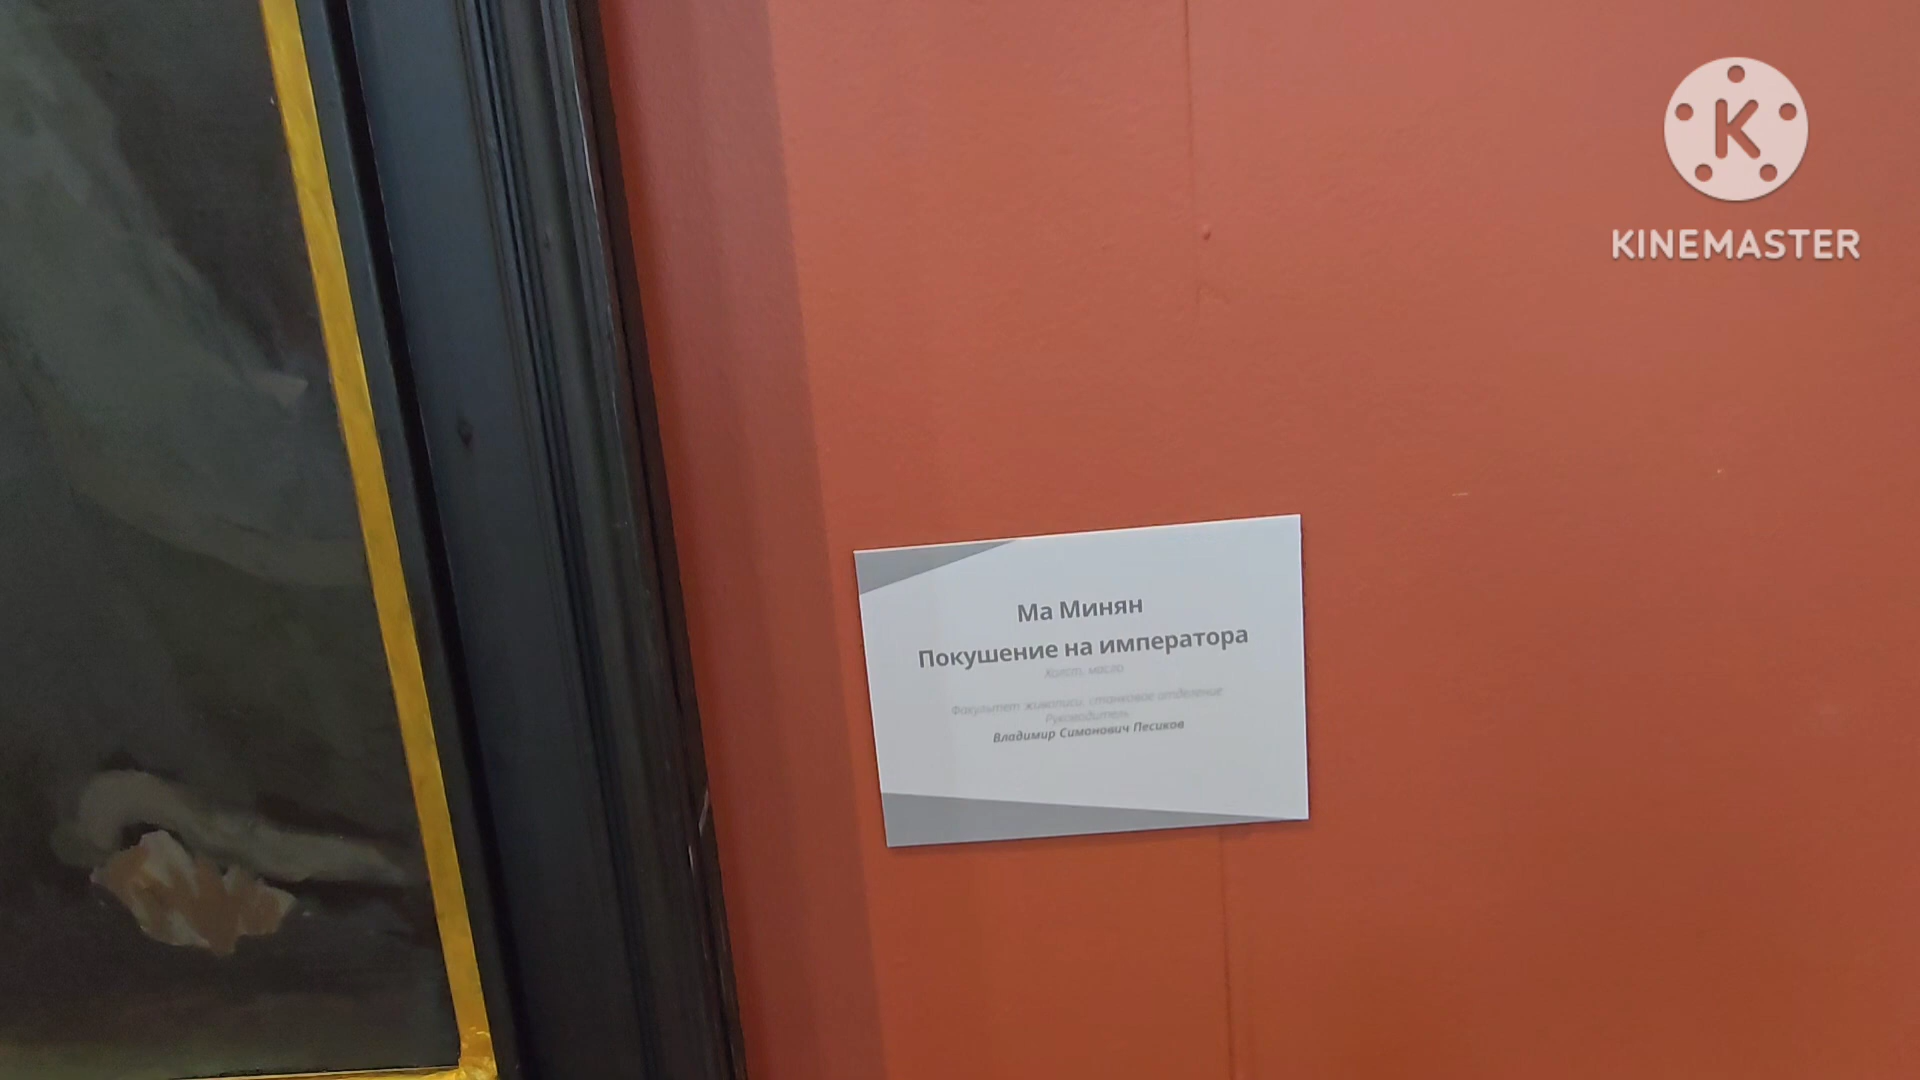 KINEMASTER
Ма Минян
Покушение на императора
Холст, масло
Факультет живописи, станковое отделение
Руководитель
Владимир Симонович Песиков